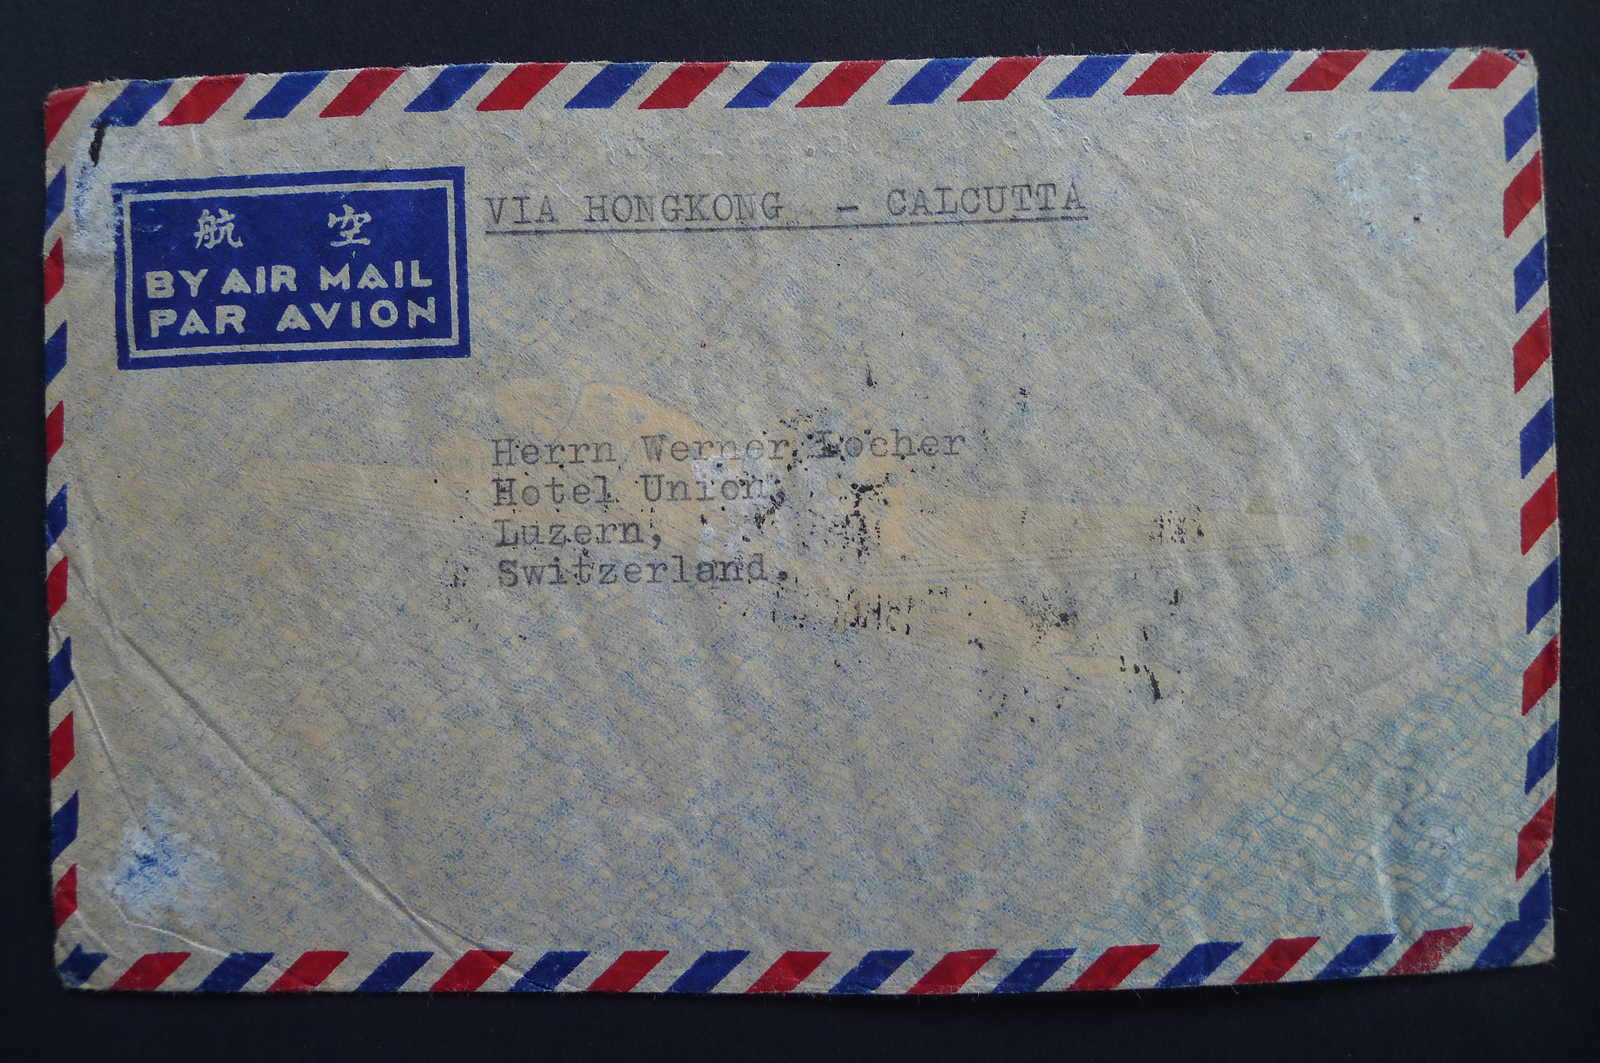 航 空
BY AIR MAIL
PAR AVION
VIA HONGKONG - CALCUTTA
Herrn Werner Locher
Hotel Union,
Luzern,
Switzerland.